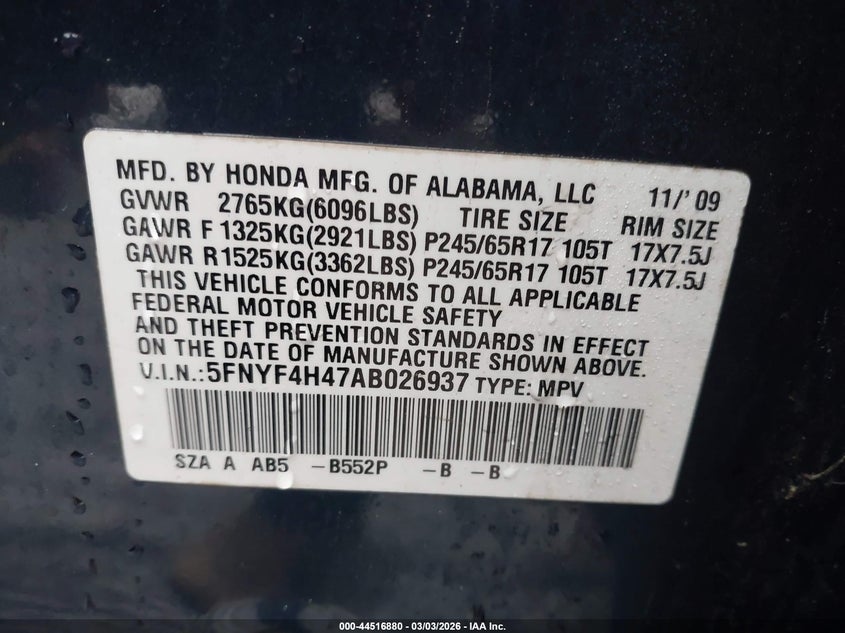 MFD. BY HONDA MFG. OF ALABAMA, LLC 11/' 09
GVWR 2765KG(6096LBS) TIRE SIZE RIM SIZE
GAWR F 1325KG(2921LBS) P245/65R17 105T 17X7.5J
GAWR R 1525KG(3362LBS) P245/65R17 105T 17X7.5J
THIS VEHICLE CONFORMS TO ALL APPLICABLE
FEDERAL MOTOR VEHICLE SAFETY
AND THEFT PREVENTION STANDARDS IN EFFECT
ON THE DATE OF MANUFACTURE SHOWN ABOVE.
V.I.N.:5FNYF4H47AB026937 TYPE: MPV
SZA A AB5 -B552P -B -B
000-44516880 - 03/03/2026 - IAA Inc.